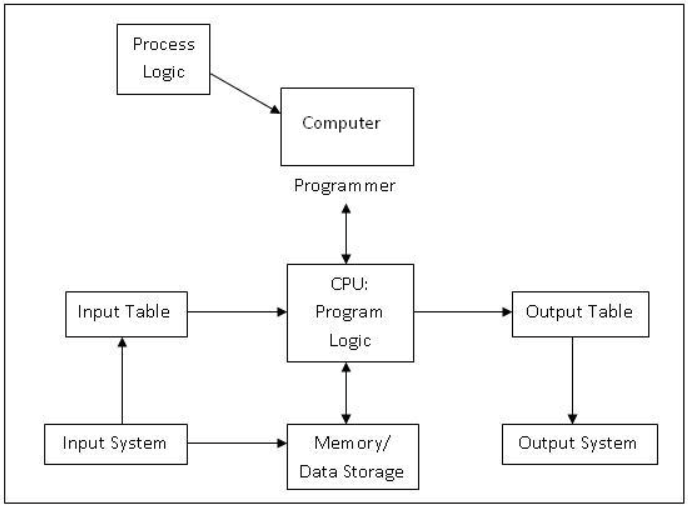 Process
Logic
Computer
Programmer
CPU:
Program
Logic
Input Table
Output Table
Input System
Memory/
Data Storage
Output System